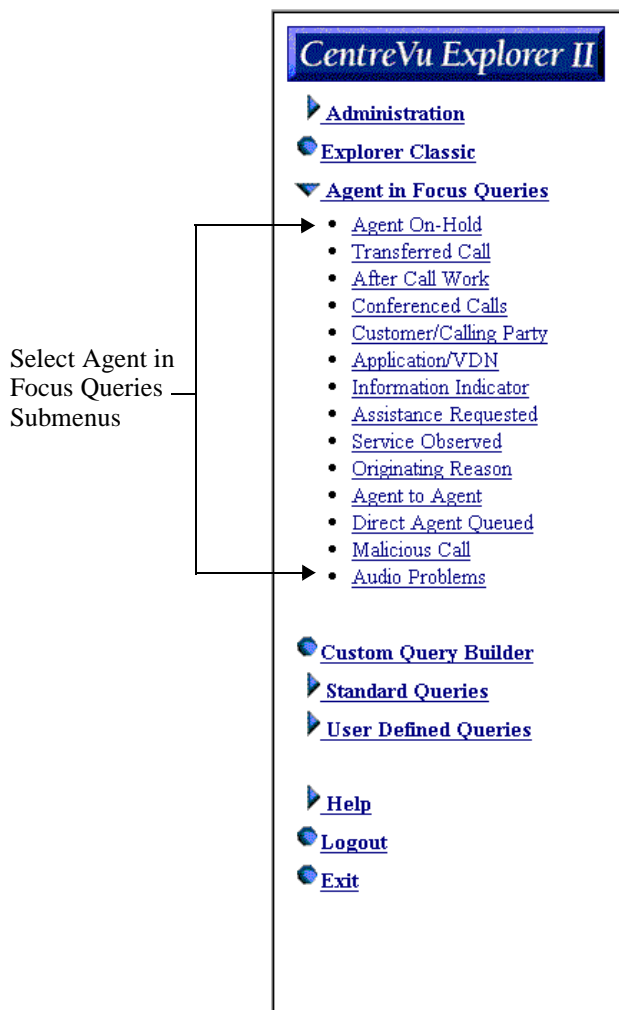 CentreVu Explorer II
Administration
Explorer Classic
Agent in Focus Queries
Agent On-Hold
Transferred Call
After Call Work
Conferenced Calls
Customer/Calling Party
Application/VDN
Information Indicator
Assistance Requested
Service Observed
Originating Reason
Agent to Agent
Direct Agent Queued
Malicious Call
Audio Problems
Select Agent in
Focus Queries
Submenus
Custom Query Builder
Standard Queries
User Defined Queries
Help
Logout
Exit